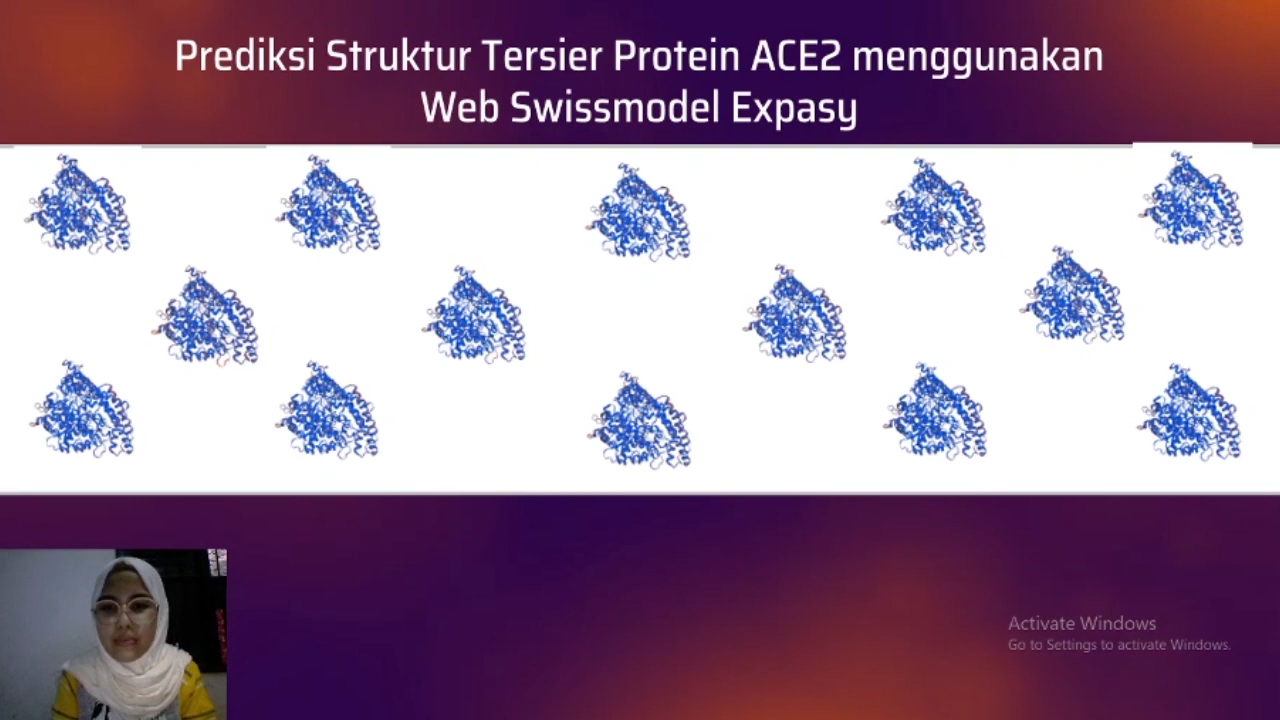 Prediksi Struktur Tersier Protein ACE2 menggunakan
Web Swissmodel Expasy
Activate Windows
Go to Settings to activate Windows.